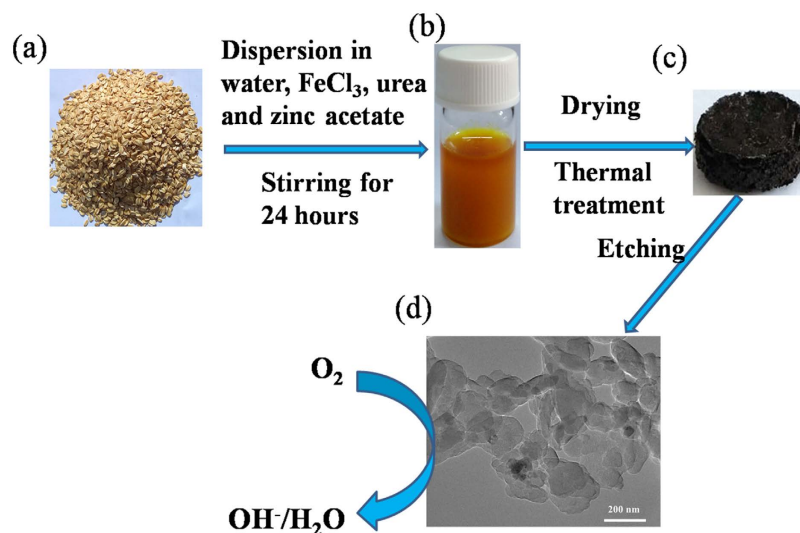 (a)
Dispersion in
water, FeCl₃, urea
and zinc acetate
Stirring for
24 hours
(b)
Drying
Thermal
treatment
(c)
Etching
(d)
O₂
OH⁻/H₂O
200 nm